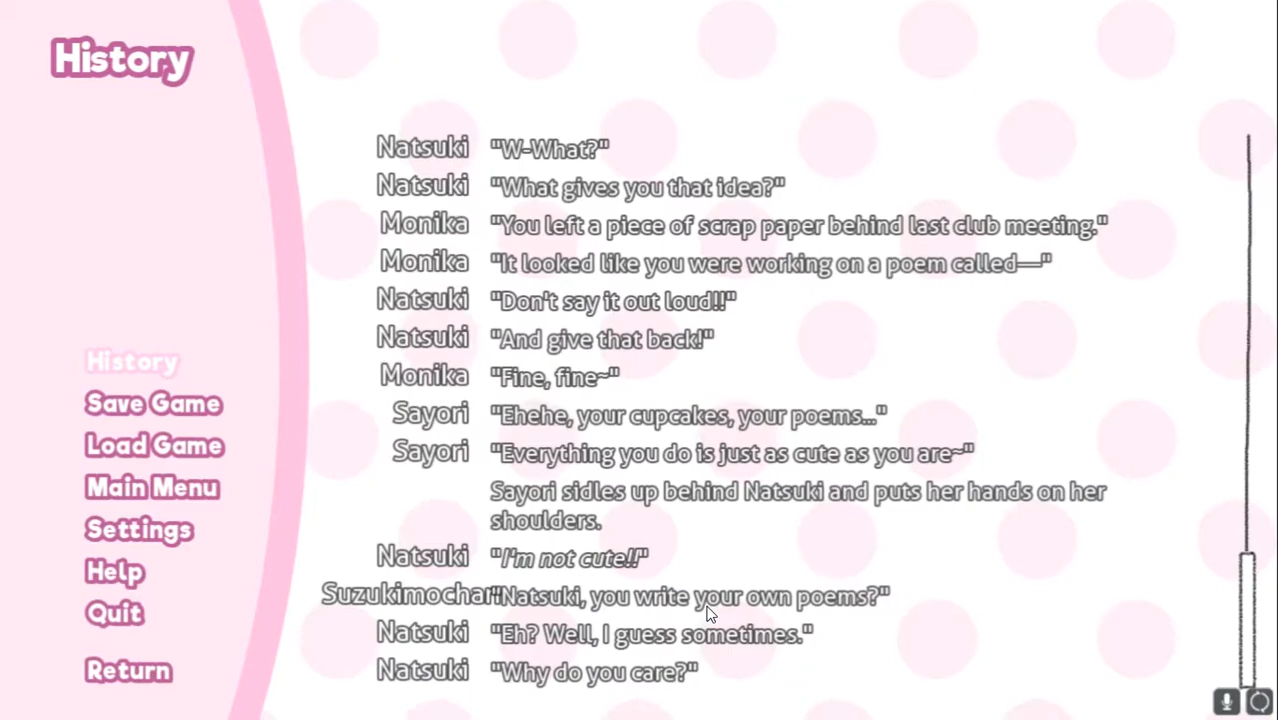 History
Natsuki "W-What?"
Natsuki "What gives you that idea?"
Monika "You left a piece of scrap paper behind last club meeting."
Monika "It looked like you were working on a poem called—"
Natsuki "Don't say it out loud!!"
Natsuki "And give that back!"
Monika "Fine, fine~"
Sayori "Ehehe, your cupcakes, your poems..."
Sayori "Everything you do is just as cute as you are~"
Sayori sidles up behind Natsuki and puts her hands on her
shoulders.
Natsuki "I'm not cute!!"
Suzukimochan "Natsuki, you write your own poems?"
Natsuki "Eh? Well, I guess sometimes."
Natsuki "Why do you care?"
History
Save Game
Load Game
Main Menu
Settings
Help
Quit
Return